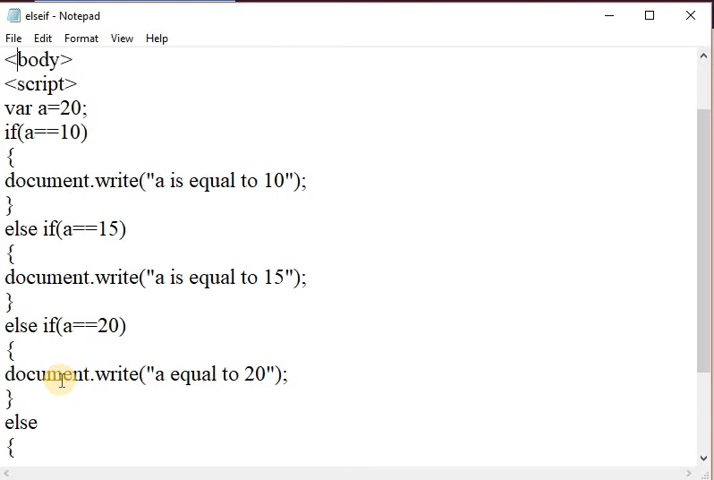 elseif - Notepad
File Edit Format View Help
<body>
<script>
var a=20;
if(a==10)
{
document.write("a is equal to 10");
}
else if(a==15)
{
document.write("a is equal to 15");
}
else if(a==20)
{
document.write("a equal to 20");
}
else
{